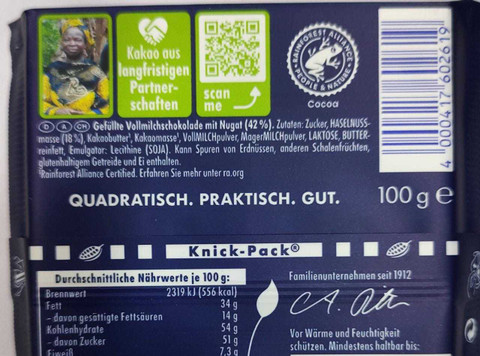 Kakao aus
langfristigen
Partner-
schaften
scan
me
RAINFOREST ALLIANCE
PEOPLE & NATURE
Cocoa
4 000417 602619
D A CH Gefüllte Vollmilchschokolade mit Nugat (42 %). Zutaten: Zucker, HASELNUSS-
masse (18 %), Kakaobutter¹, Kakaomasse¹, VollMILCHpulver, MagerMILCHpulver, LAKTOSE, BUTTER-
reinfett, Emulgator: Lecithine (SOJA). Kann Spuren von Erdnüssen, anderen Schalenfrüchten,
glutenhaltigem Getreide und Ei enthalten.
¹Rainforest Alliance Certified. Erfahren Sie mehr unter ra.org
QUADRATISCH. PRAKTISCH. GUT.
100 g e
Knick-Pack®
Durchschnittliche Nährwerte je 100 g:
Brennwert 2319 kJ (556 kcal)
Fett 34 g
– davon gesättigte Fettsäuren 14 g
Kohlenhydrate 54 g
– davon Zucker 51 g
Eiweiß 7,3 g
Familienunternehmen seit 1912
Vor Wärme und Feuchtigkeit
schützen. Mindestens haltbar bis: